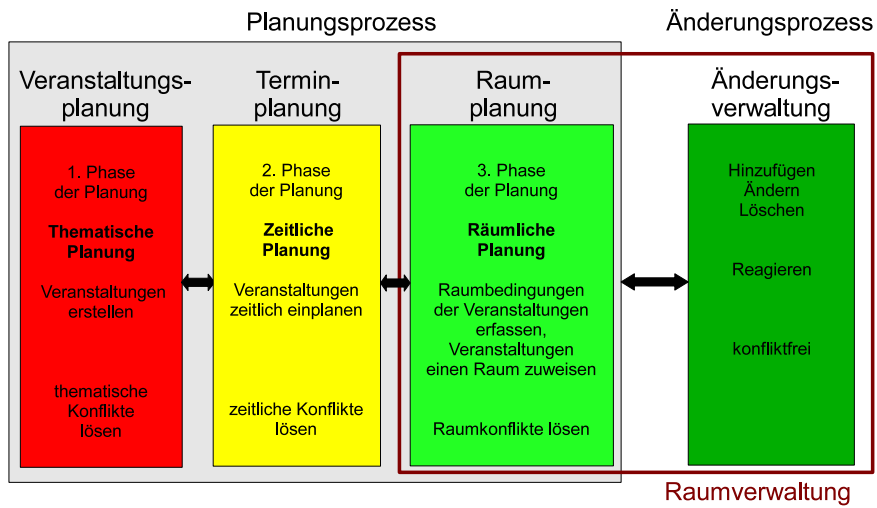 Planungsprozess
Änderungsprozess
Veranstaltungs-
planung
Termin-
planung
Raum-
planung
Änderungs-
verwaltung
1. Phase
der Planung
Thematische
Planung
Veranstaltungen
erstellen
thematische
Konflikte
lösen
2. Phase
der Planung
Zeitliche
Planung
Veranstaltungen
zeitlich einplanen
zeitliche Konflikte
lösen
3. Phase
der Planung
Räumliche
Planung
Raumbedingungen
der Veranstaltungen
erfassen,
Veranstaltungen
einen Raum zuweisen
Raumkonflikte lösen
Hinzufügen
Ändern
Löschen
Reagieren
konfliktfrei
Raumverwaltung